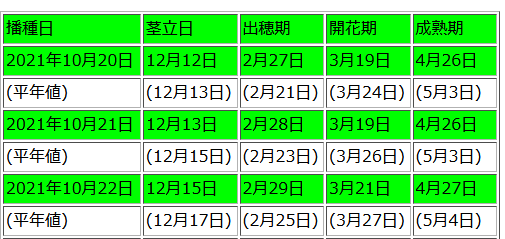 播種日 茎立日 出穂期 開花期 成熟期
2021年10月20日 12月12日 2月27日 3月19日 4月26日
(平年値) (12月13日) (2月21日) (3月24日) (5月3日)
2021年10月21日 12月13日 2月28日 3月19日 4月26日
(平年値) (12月15日) (2月23日) (3月26日) (5月3日)
2021年10月22日 12月15日 2月29日 3月21日 4月27日
(平年値) (12月17日) (2月25日) (3月27日) (5月4日)